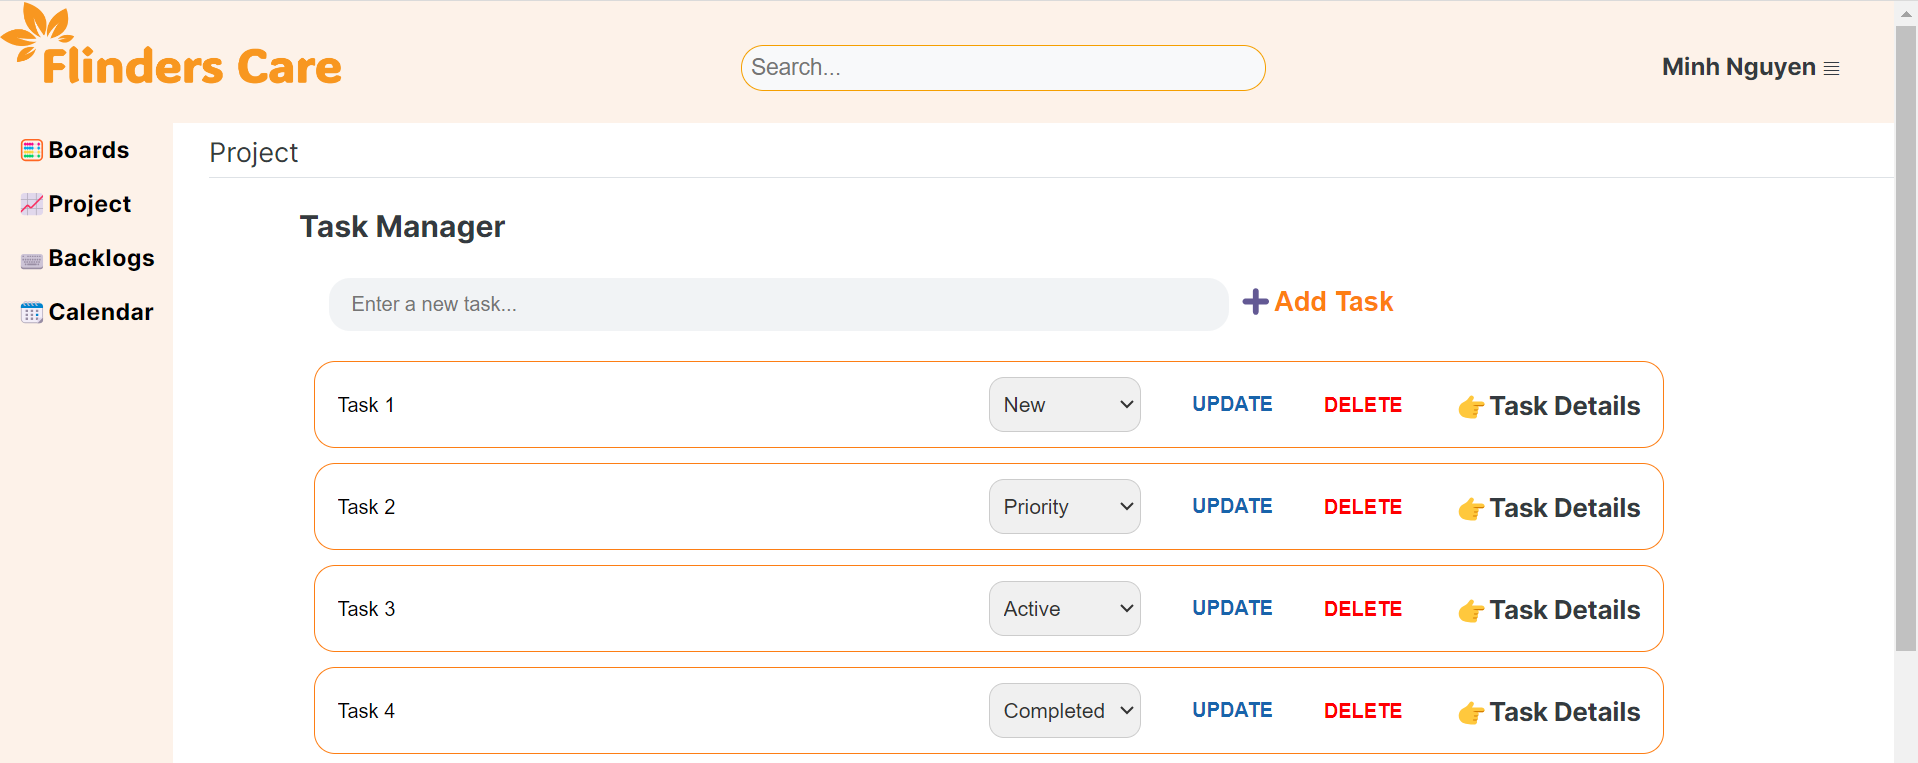 Flinders Care
Search...
Minh Nguyen
Boards
Project
Backlogs
Calendar
Project
Task Manager
Enter a new task...
Add Task
Task 1 New UPDATE DELETE Task Details
Task 2 Priority UPDATE DELETE Task Details
Task 3 Active UPDATE DELETE Task Details
Task 4 Completed UPDATE DELETE Task Details